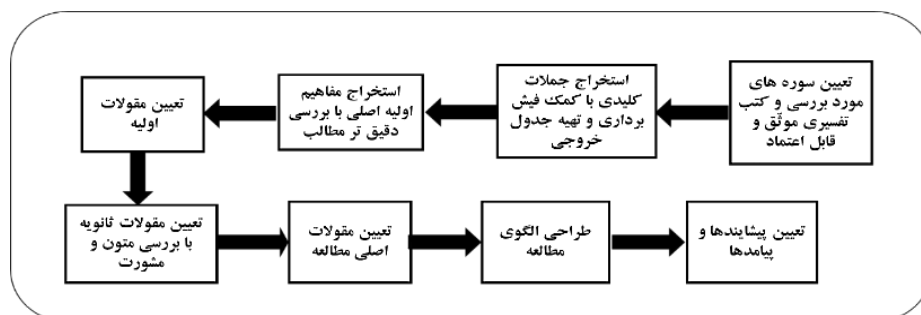 تعیین سوره های
مورد بررسی و کتب
تفسیری موثّق و
قابل اعتماد
استخراج جملات
کلیدی با کمک فیش
برداری و تهیه جدول
خروجی
استخراج مفاهیم
اولیه اصلی با بررسی
دقیق تر مطالب
تعیین مقولات
اولیه
تعیین مقولات ثانویه
با بررسی متون و
مشورت
تعیین مقولات
اصلی مطالعه
طراحی الگوی
مطالعه
تعیین پیشایندها و
پیامدها